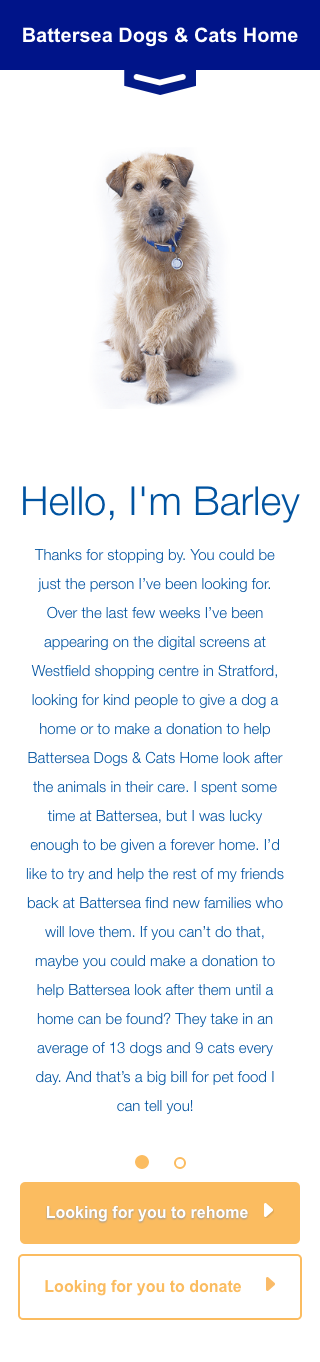 Battersea Dogs & Cats Home
Hello, I'm Barley
Thanks for stopping by. You could be
just the person I’ve been looking for.
Over the last few weeks I’ve been
appearing on the digital screens at
Westfield shopping centre in Stratford,
looking for kind people to give a dog a
home or to make a donation to help
Battersea Dogs & Cats Home look after
the animals in their care. I spent some
time at Battersea, but I was lucky
enough to be given a forever home. I’d
like to try and help the rest of my friends
back at Battersea find new families who
will love them. If you can’t do that,
maybe you could make a donation to
help Battersea look after them until a
home can be found? They take in an
average of 13 dogs and 9 cats every
day. And that’s a big bill for pet food I
can tell you!
Looking for you to rehome
Looking for you to donate